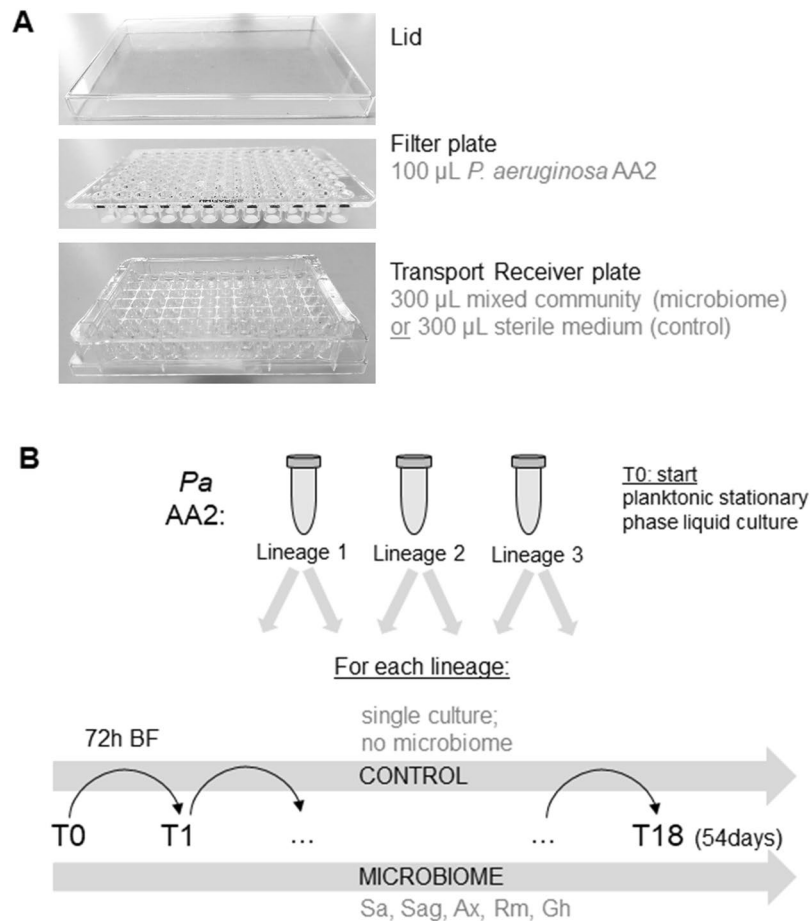 A
Lid
Filter plate
100 µL P. aeruginosa AA2
Transport Receiver plate
300 µL mixed community (microbiome)
or 300 µL sterile medium (control)
B
Pa
AA2:
T0: start
planktonic stationary
phase liquid culture
Lineage 1
Lineage 2
Lineage 3
For each lineage:
single culture;
no microbiome
72h BF
CONTROL
T0
T1
...
...
T18 (54days)
MICROBIOME
Sa, Sag, Ax, Rm, Gh